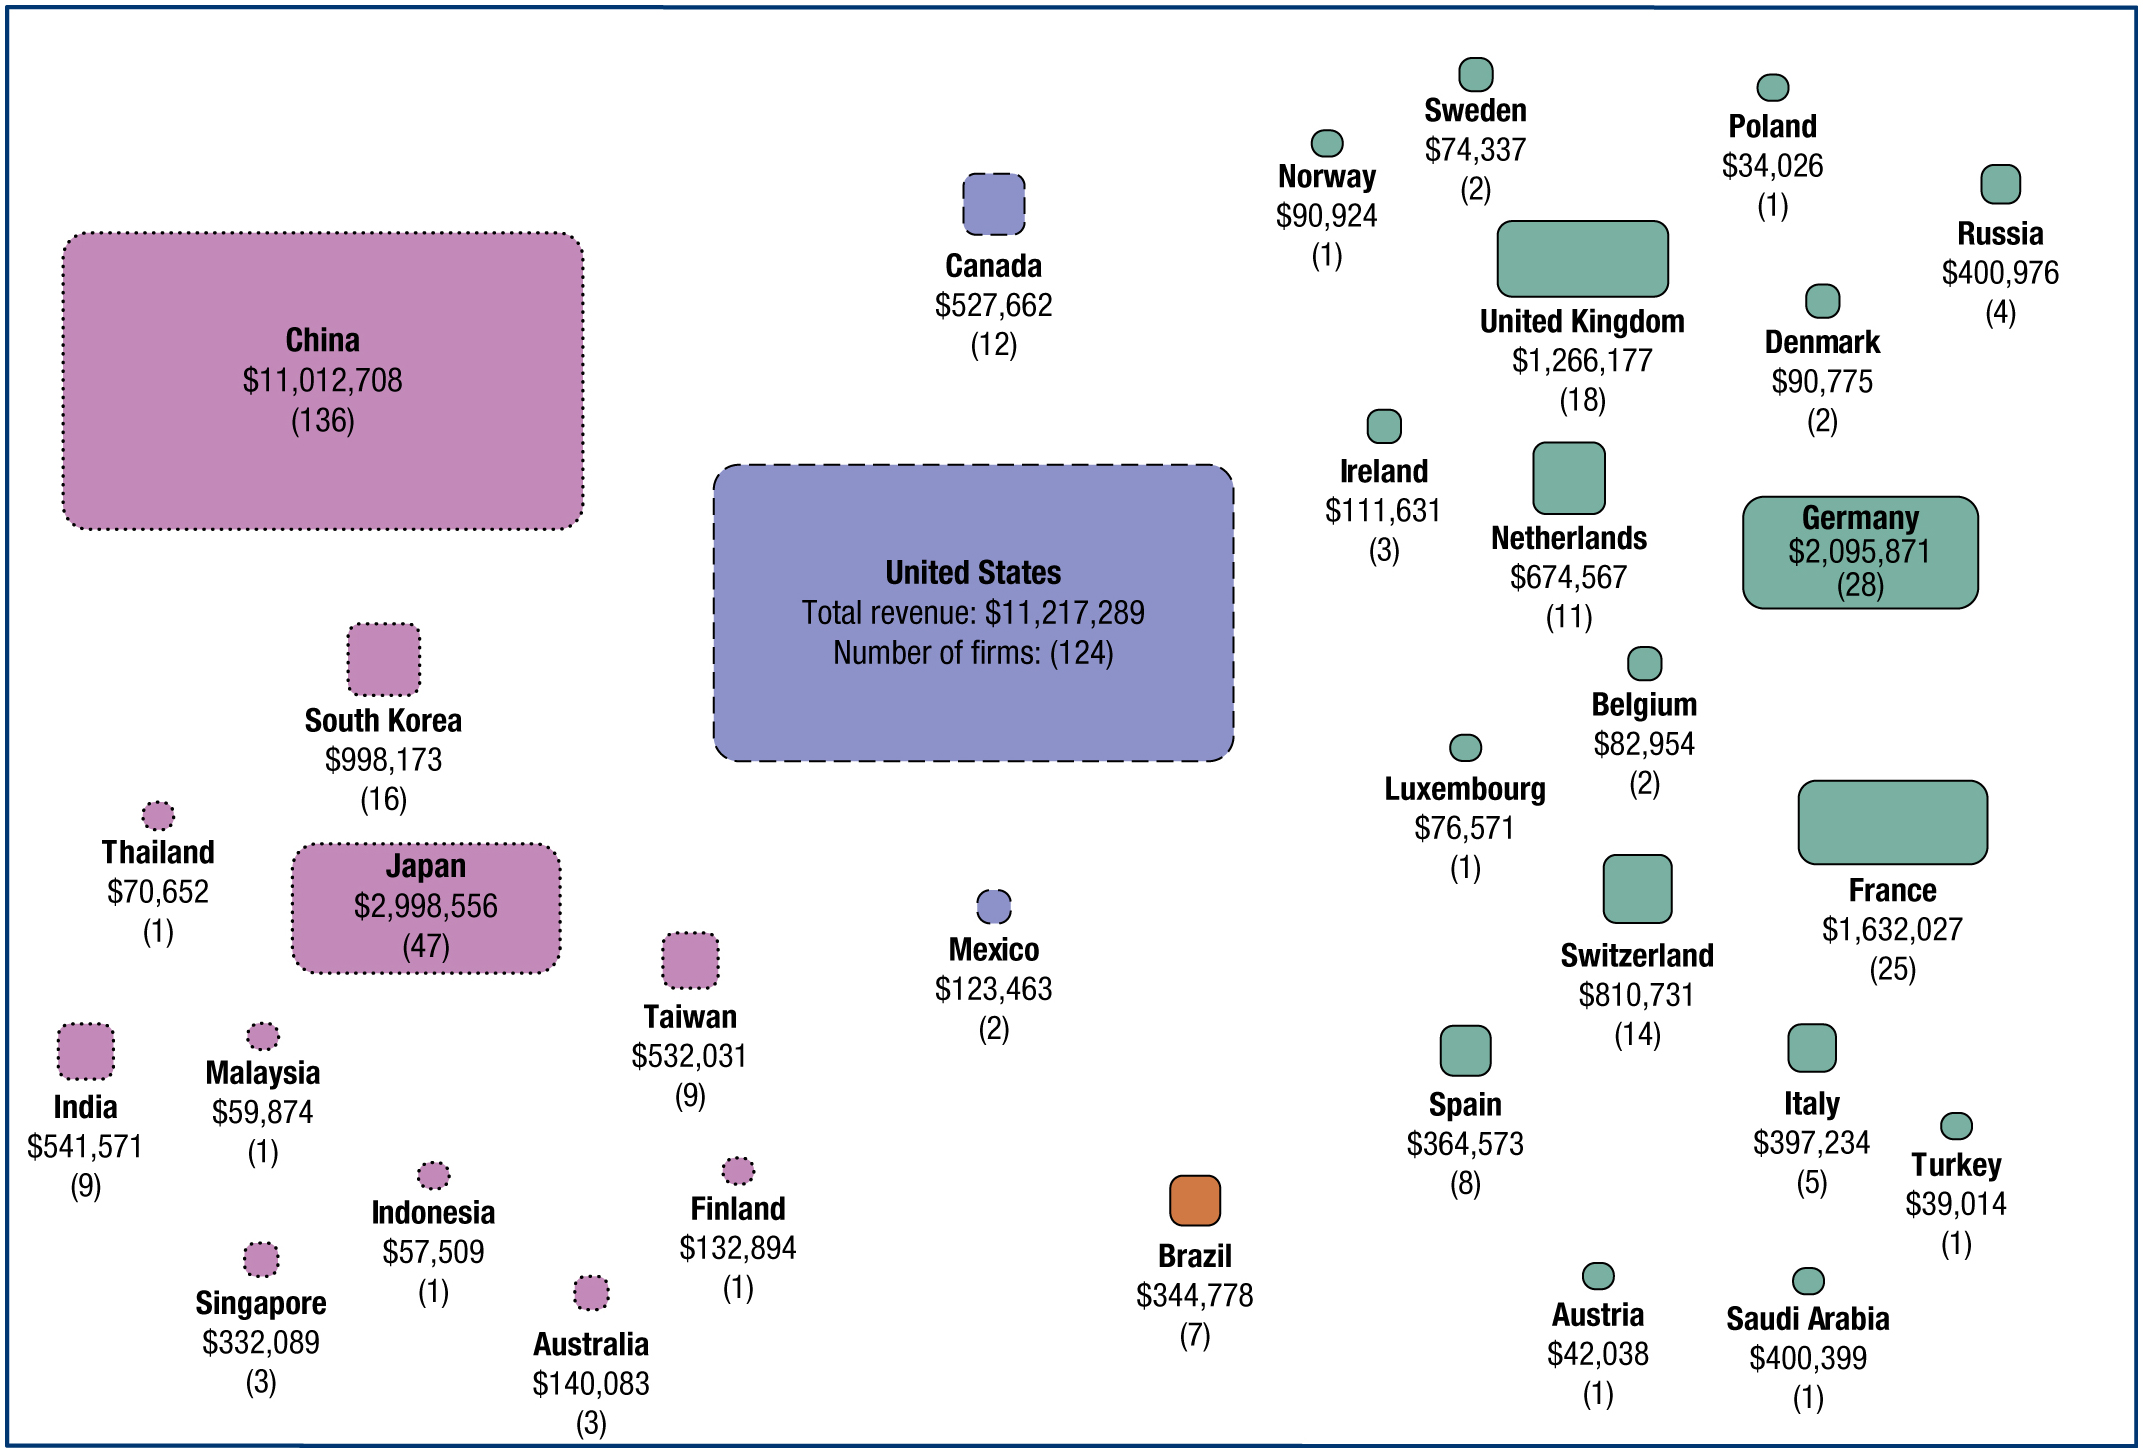 Sweden
$74,337
(2)
Poland
$34,026
(1)
Norway
$90,924
(1)
Russia
$400,976
(4)
Canada
$527,662
(12)
United Kingdom
$1,266,177
(18)
Denmark
$90,775
(2)
China
$11,012,708
(136)
Ireland
$111,631
(3)
Netherlands
$674,567
(11)
Germany
$2,095,871
(28)
United States
Total revenue: $11,217,289
Number of firms: (124)
South Korea
$998,173
(16)
Belgium
$82,954
(2)
Luxembourg
$76,571
(1)
Thailand
$70,652
(1)
Japan
$2,998,556
(47)
France
$1,632,027
(25)
Mexico
$123,463
(2)
Switzerland
$810,731
(14)
Taiwan
$532,031
(9)
India
$541,571
(9)
Malaysia
$59,874
(1)
Spain
$364,573
(8)
Italy
$397,234
(5)
Turkey
$39,014
(1)
Indonesia
$57,509
(1)
Finland
$132,894
(1)
Brazil
$344,778
(7)
Singapore
$332,089
(3)
Australia
$140,083
(3)
Austria
$42,038
(1)
Saudi Arabia
$400,399
(1)